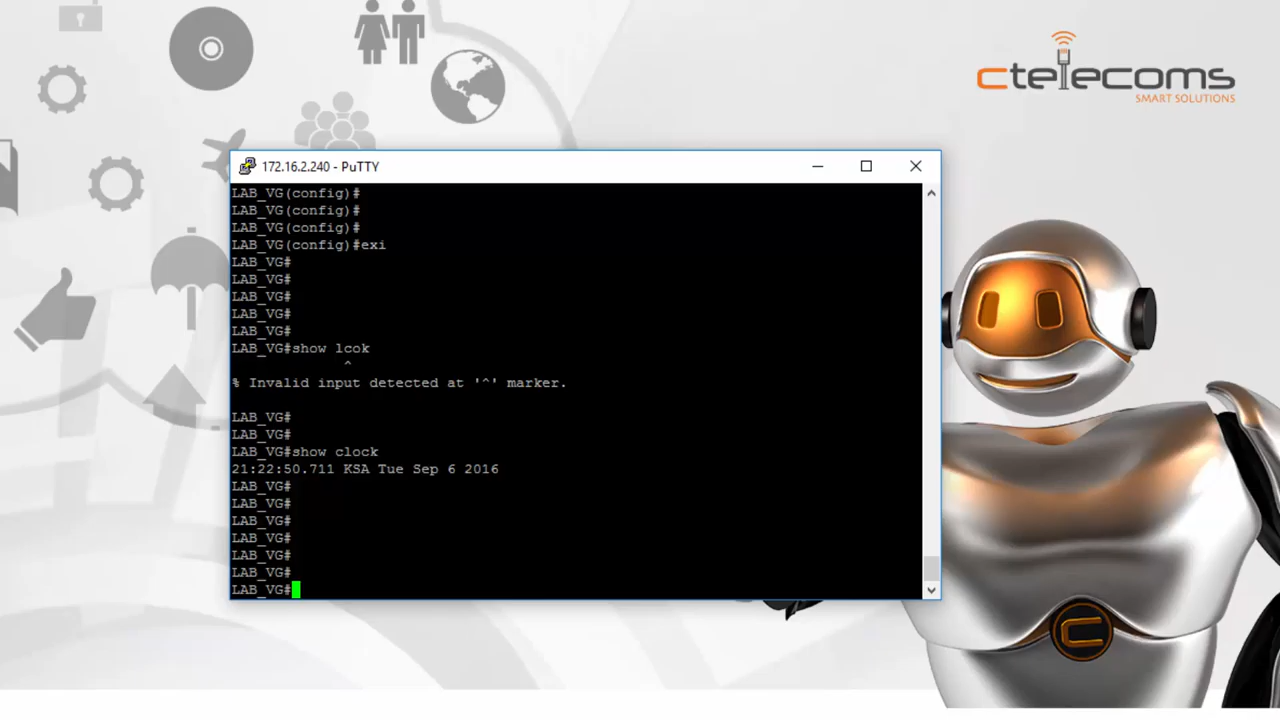 ctelecoms
SMART SOLUTIONS
172.16.2.240 - PuTTY
LAB_VG(config)#
LAB_VG(config)#
LAB_VG(config)#
LAB_VG(config)#exi
LAB_VG#
LAB_VG#
LAB_VG#
LAB_VG#
LAB_VG#
LAB_VG#show lcok
^
% Invalid input detected at '^' marker.
LAB_VG#
LAB_VG#
LAB_VG#show clock
21:22:50.711 KSA Tue Sep 6 2016
LAB_VG#
LAB_VG#
LAB_VG#
LAB_VG#
LAB_VG#
LAB_VG#
LAB_VG#